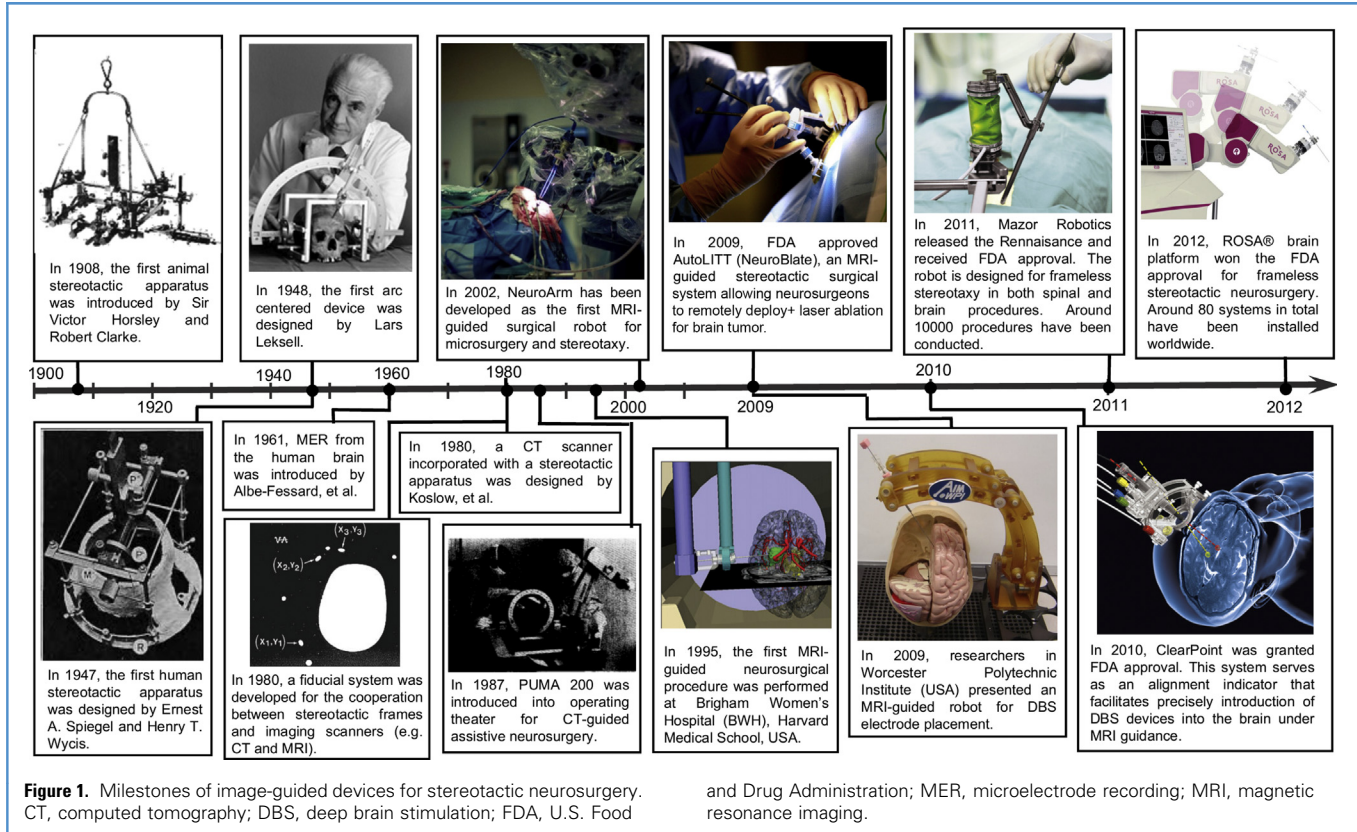 In 1908, the first animal
stereotactic apparatus
was introduced by Sir
Victor Horsley and
Robert Clarke.
In 1948, the first arc
centered device was
designed by Lars
Leksell.
In 2002, NeuroArm has been
developed as the first MRI-
guided surgical robot for
microsurgery and stereotaxy.
In 2009, FDA approved
AutoLITT (NeuroBlate), an MRI-
guided stereotactic surgical
system allowing neurosurgeons
to remotely deploy+ laser ablation
for brain tumor.
In 2011, Mazor Robotics
released the Rennaisance and
received FDA approval. The
robot is designed for frameless
stereotaxy in both spinal and
brain procedures. Around
10000 procedures have been
conducted.
ROSA
ROSA
ROSA
In 2012, ROSA® brain
platform won the FDA
approval for frameless
stereotactic neurosurgery.
Around 80 systems in total
have been installed
worldwide.
1900
1920
1940
1960
1980
2000
2009
2010
2011
2012
P
P
M
R
In 1947, the first human
stereotactic apparatus
was designed by Ernest
A. Spiegel and Henry T.
Wycis.
In 1961, MER from
the human brain
was introduced by
Albe-Fessard, et al.
VA
(X₃,Y₃)
(X₂,Y₂)
(X₁,Y₁)
In 1980, a fiducial system was
developed for the cooperation
between stereotactic frames
and imaging scanners (e.g.
CT and MRI).
In 1980, a CT scanner
incorporated with a stereotactic
apparatus was designed by
Koslow, et al.
In 1987, PUMA 200 was
introduced into operating
theater for CT-guided
assistive neurosurgery.
In 1995, the first MRI-
guided neurosurgical
procedure was performed
at Brigham Women's
Hospital (BWH), Harvard
Medical School, USA.
AIM
WPI
In 2009, researchers in
Worcester Polytechnic
Institute (USA) presented an
MRI-guided robot for DBS
electrode placement.
In 2010, ClearPoint was granted
FDA approval. This system serves
as an alignment indicator that
facilitates precisely introduction of
DBS devices into the brain under
MRI guidance.
Figure 1. Milestones of image-guided devices for stereotactic neurosurgery.
CT, computed tomography; DBS, deep brain stimulation; FDA, U.S. Food
and Drug Administration; MER, microelectrode recording; MRI, magnetic
resonance imaging.